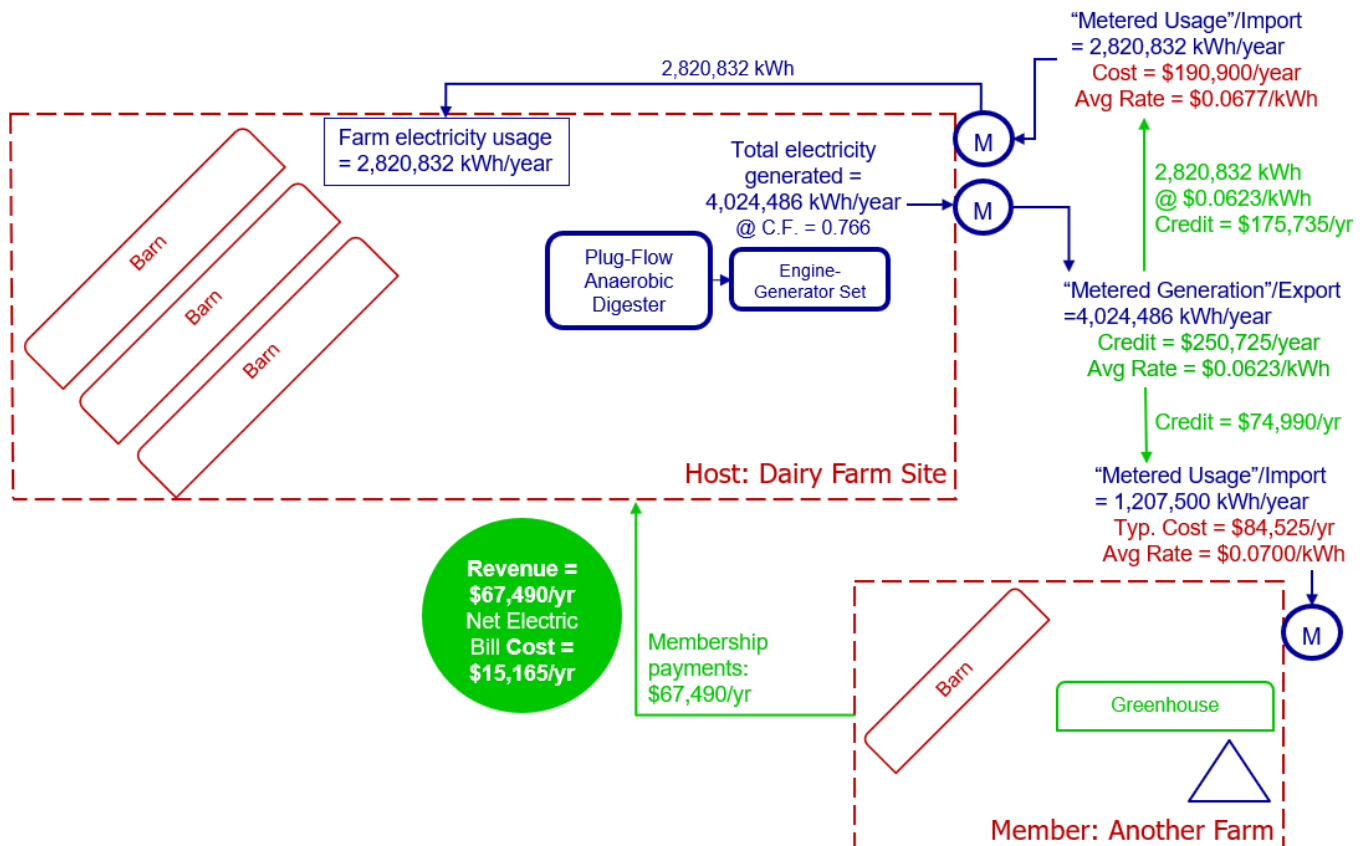 “Metered Usage”/Import
= 2,820,832 kWh/year
Cost = $190,900/year
Avg Rate = $0.0677/kWh
2,820,832 kWh
Farm electricity usage
= 2,820,832 kWh/year
M
Total electricity
generated =
4,024,486 kWh/year
@ C.F. = 0.766
M
2,820,832 kWh
@ $0.0623/kWh
Credit = $175,735/yr
Barn
Barn
Barn
Plug-Flow
Anaerobic
Digester
Engine-
Generator Set
“Metered Generation”/Export
=4,024,486 kWh/year
Credit = $250,725/year
Avg Rate = $0.0623/kWh
Credit = $74,990/yr
Host: Dairy Farm Site
“Metered Usage”/Import
= 1,207,500 kWh/year
Typ. Cost = $84,525/yr
Avg Rate = $0.0700/kWh
Revenue =
$67,490/yr
Net Electric
Bill Cost =
$15,165/yr
Membership
payments:
$67,490/yr
M
Barn
Greenhouse
Member: Another Farm